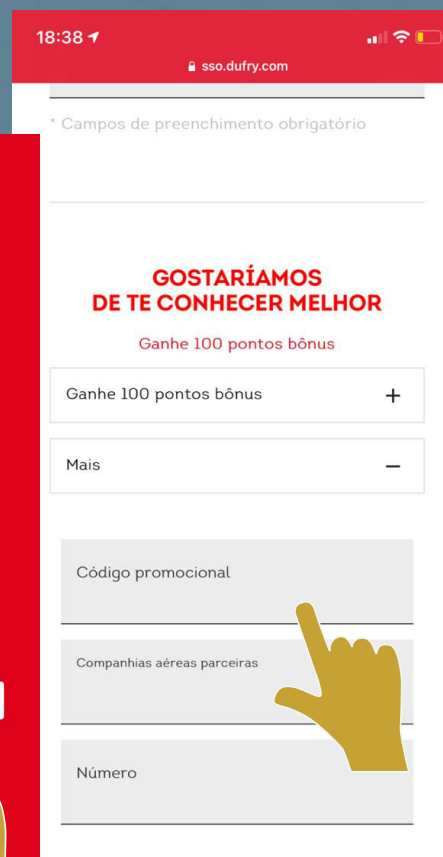 18:38
sso.dufry.com
* Campos de preenchimento obrigatório
GOSTARÍAMOS
DE TE CONHECER MELHOR
Ganhe 100 pontos bônus
Ganhe 100 pontos bônus +
Mais –
Código promocional
Companhias aéreas parceiras
Número